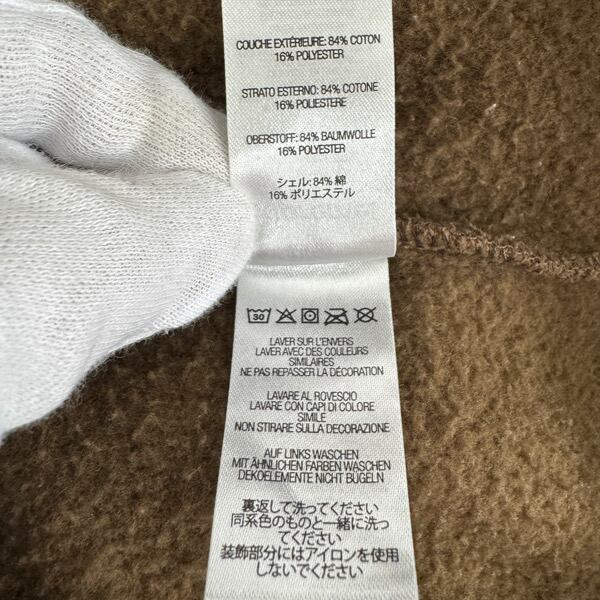 COUCHE EXTÉRIEURE: 84% COTON
16% POLYESTER
STRATO ESTERNO: 84% COTONE
16% POLIESTERE
OBERSTOFF: 84% BAUMWOLLE
16% POLYESTER
シェル: 84% 綿
16% ポリエステル
30
LAVER SUR L'ENVERS
LAVER AVEC DES COULEURS
SIMILAIRES
NE PAS REPASSER LA DÉCORATION
LAVARE AL ROVESCIO
LAVARE CON CAPI DI COLORE
SIMILE
NON STIRARE SULLA DECORAZIONE
AUF LINKS WASCHEN
MIT ÄHNLICHEN FARBEN WASCHEN
DEKOELEMENTE NICHT BÜGELN
裏返して洗ってください
同系色のものと一緒に洗っ
てください
装飾部分にはアイロンを使用
しないでください